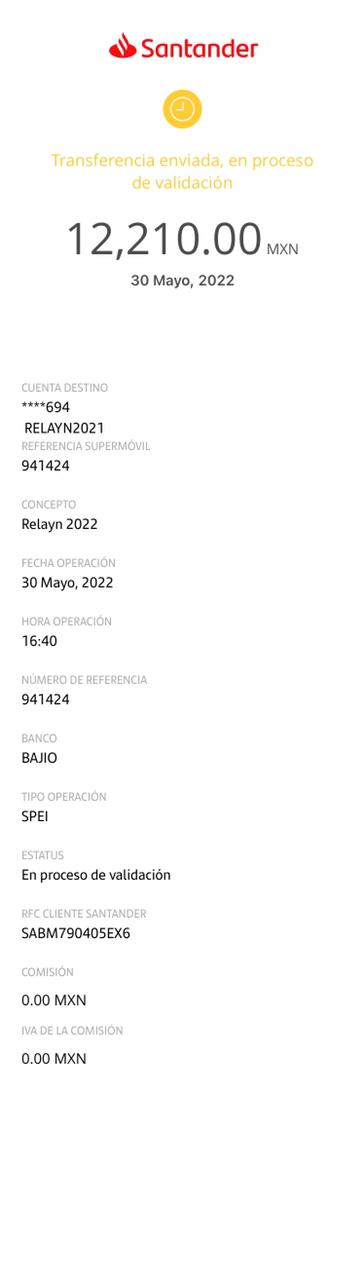 Santander
Transferencia enviada, en proceso
de validación
12,210.00 MXN
30 Mayo, 2022
CUENTA DESTINO
****694
RELAYN2021
REFERENCIA SUPERMÓVIL
941424
CONCEPTO
Relayn 2022
FECHA OPERACIÓN
30 Mayo, 2022
HORA OPERACIÓN
16:40
NÚMERO DE REFERENCIA
941424
BANCO
BAJIO
TIPO OPERACIÓN
SPEI
ESTATUS
En proceso de validación
RFC CLIENTE SANTANDER
SABM790405EX6
COMISIÓN
0.00 MXN
IVA DE LA COMISIÓN
0.00 MXN